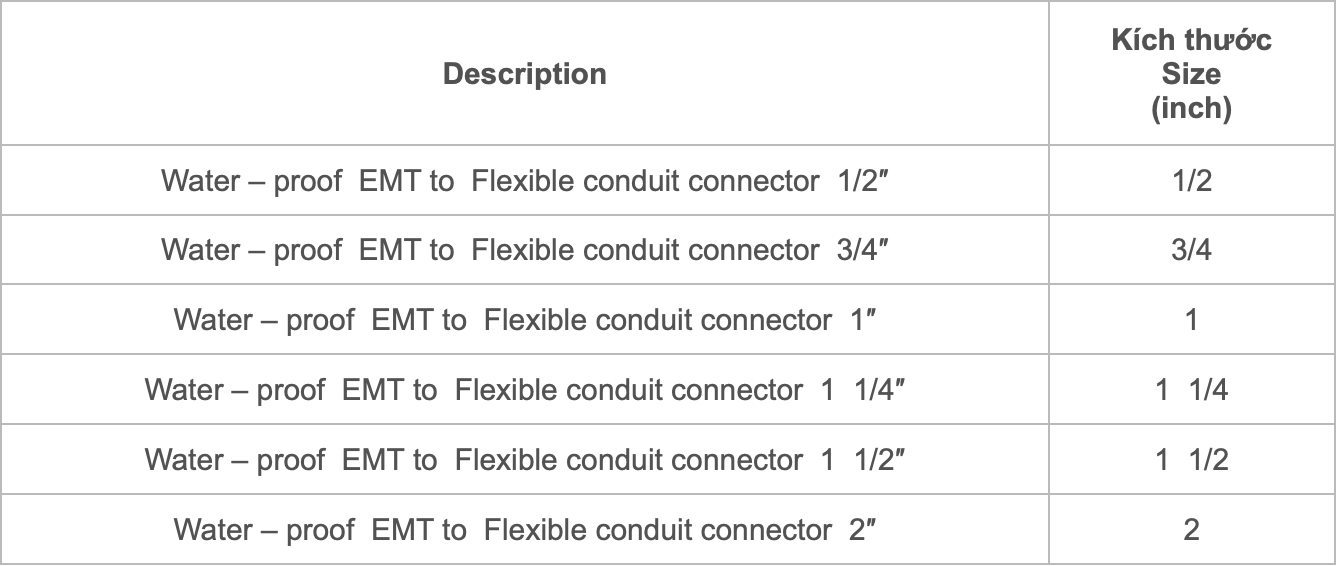 Description
Kích thước
Size
(inch)
Water – proof  EMT to  Flexible conduit connector  1/2″
1/2
Water – proof  EMT to  Flexible conduit connector  3/4″
3/4
Water – proof  EMT to  Flexible conduit connector  1″
1
Water – proof  EMT to  Flexible conduit connector  1  1/4″
1  1/4
Water – proof  EMT to  Flexible conduit connector  1  1/2″
1  1/2
Water – proof  EMT to  Flexible conduit connector  2″
2